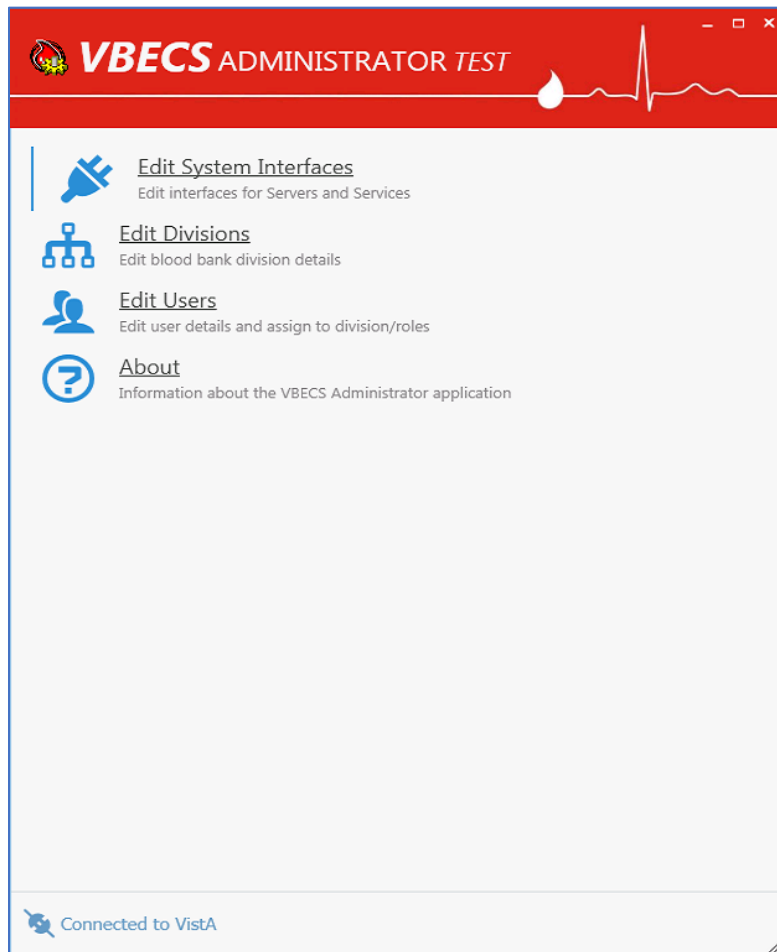 VBECS ADMINISTRATOR TEST
Edit System Interfaces
Edit interfaces for Servers and Services
Edit Divisions
Edit blood bank division details
Edit Users
Edit user details and assign to division/roles
About
Information about the VBECS Administrator application
Connected to VistA